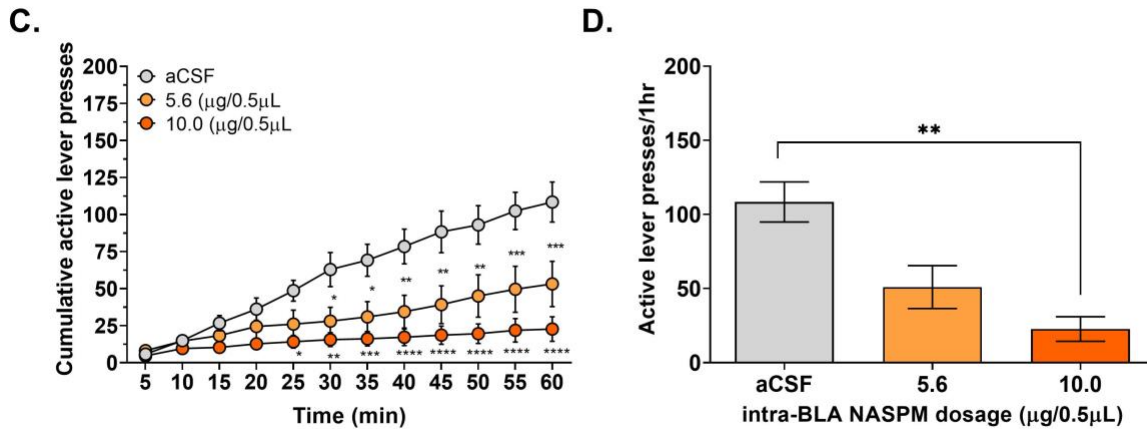 C.
200
175
150
125
100
75
50
25
0
Cumulative active lever presses
aCSF
5.6 (μg/0.5μL
10.0 (μg/0.5μL
* * ** ** ** *** ***
* ** *** **** **** **** **** ****
5 10 15 20 25 30 35 40 45 50 55 60
Time (min)
D.
200
150
100
50
0
Active lever presses/1hr
**
aCSF 5.6 10.0
intra-BLA NASPM dosage (μg/0.5μL)